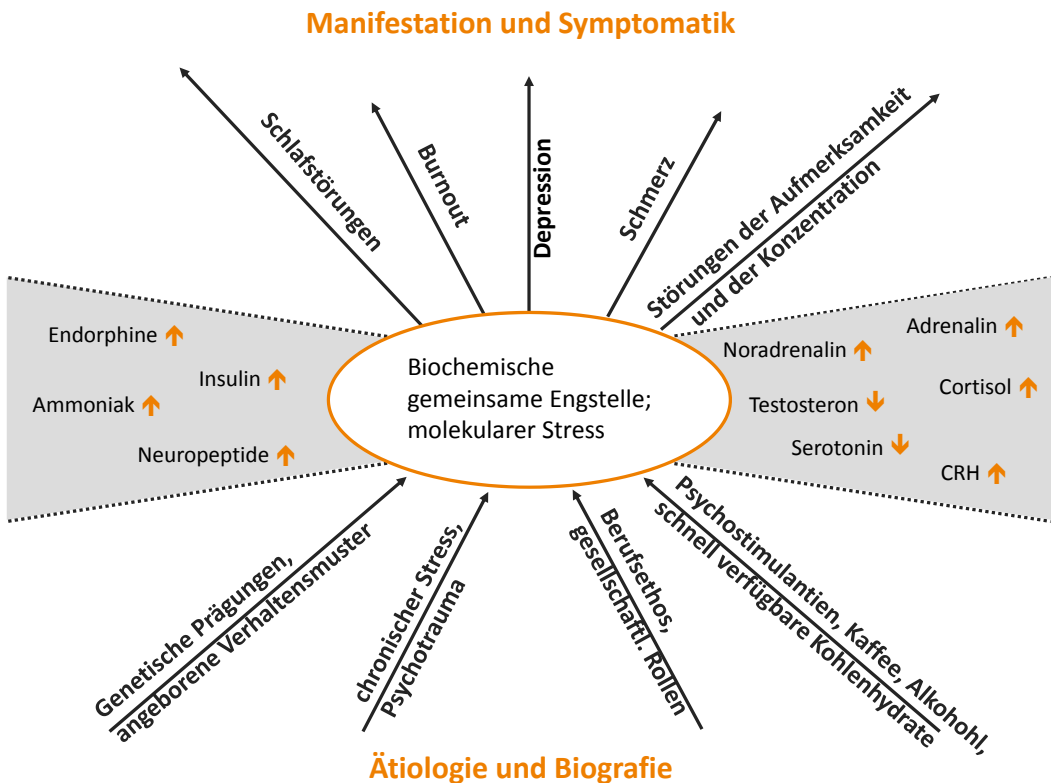 Manifestation und Symptomatik
Schlafstörungen
Burnout
Depression
Schmerz
Störungen der Aufmerksamkeit
und der Konzentration
Endorphine
Insulin
Ammoniak
Neuropeptide
Biochemische
gemeinsame Engstelle;
molekularer Stress
Adrenalin
Noradrenalin
Cortisol
Testosteron
Serotonin
CRH
Genetische Prägungen,
angeborene Verhaltensmuster
chronischer Stress,
Psychotrauma
Berufsethos,
gesellschaftl. Rollen
Psychostimulantien, Kaffee, Alkohohl,
schnell verfügbare Kohlenhydrate
Ätiologie und Biografie